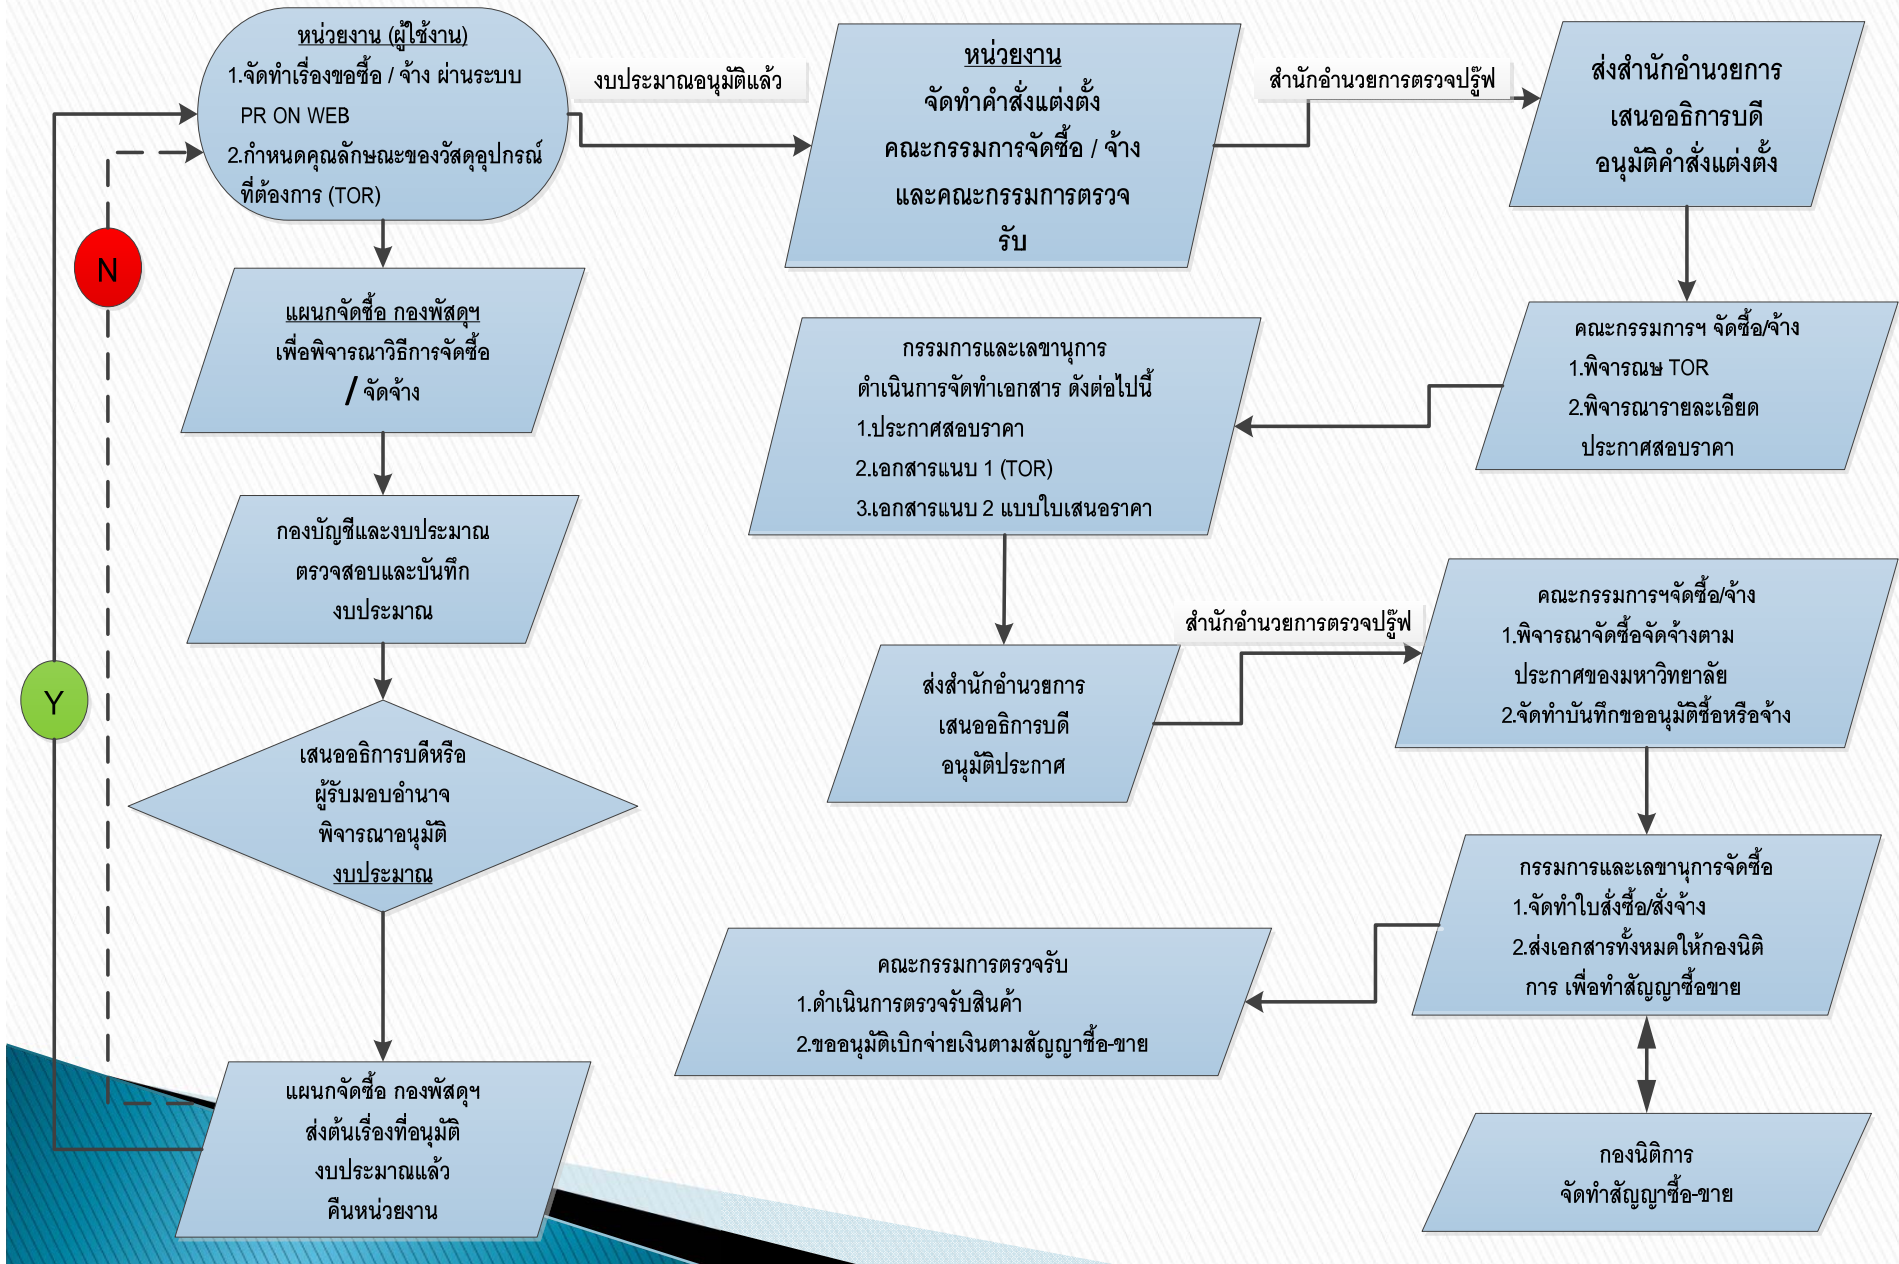 หน่วยงาน (ผู้ใช้งาน)
1.จัดทำเรื่องขอซื้อ / จ้าง ผ่านระบบ
PR ON WEB
2.กำหนดคุณลักษณะของวัสดุอุปกรณ์
ที่ต้องการ (TOR)
งบประมาณอนุมัติแล้ว
หน่วยงาน
จัดทำคำสั่งแต่งตั้ง
คณะกรรมการจัดซื้อ / จ้าง
และคณะกรรมการตรวจ
รับ
สำนักอำนวยการตรวจปรู๊ฟ
ส่งสำนักอำนวยการ
เสนออธิการบดี
อนุมัติคำสั่งแต่งตั้ง
N
แผนกจัดซื้อ กองพัสดุฯ
เพื่อพิจารณาวิธีการจัดซื้อ
/ จัดจ้าง
คณะกรรมการฯ จัดซื้อ/จ้าง
1.พิจารณษ TOR
2.พิจารณารายละเอียด
ประกาศสอบราคา
กรรมการและเลขานุการ
ดำเนินการจัดทำเอกสาร ดังต่อไปนี้
1.ประกาศสอบราคา
2.เอกสารแนบ 1 (TOR)
3.เอกสารแนบ 2 แบบใบเสนอราคา
กองบัญชีและงบประมาณ
ตรวจสอบและบันทึก
งบประมาณ
สำนักอำนวยการตรวจปรู๊ฟ
ส่งสำนักอำนวยการ
เสนออธิการบดี
อนุมัติประกาศ
คณะกรรมการฯจัดซื้อ/จ้าง
1.พิจารณาจัดซื้อจัดจ้างตาม
ประกาศของมหาวิทยาลัย
2.จัดทำบันทึกขออนุมัติซื้อหรือจ้าง
Y
เสนออธิการบดีหรือ
ผู้รับมอบอำนาจ
พิจารณาอนุมัติ
งบประมาณ
กรรมการและเลขานุการจัดซื้อ
1.จัดทำใบสั่งซื้อ/สั่งจ้าง
2.ส่งเอกสารทั้งหมดให้กองนิติ
การ เพื่อทำสัญญาซื้อขาย
คณะกรรมการตรวจรับ
1.ดำเนินการตรวจรับสินค้า
2.ขออนุมัติเบิกจ่ายเงินตามสัญญาซื้อ-ขาย
แผนกจัดซื้อ กองพัสดุฯ
ส่งต้นเรื่องที่อนุมัติ
งบประมาณแล้ว
คืนหน่วยงาน
กองนิติการ
จัดทำสัญญาซื้อ-ขาย